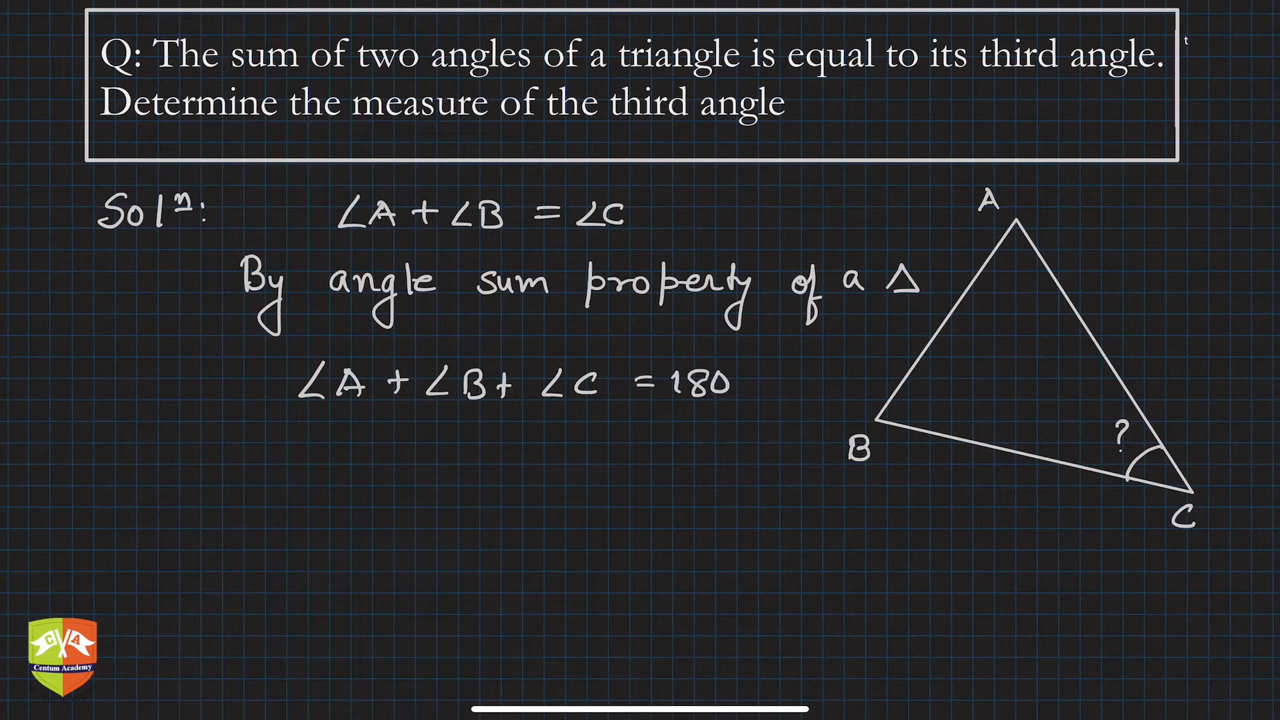 Q: The sum of two angles of a triangle is equal to its third angle.
Determine the measure of the third angle
Solⁿ: ∠A + ∠B = ∠C
By angle sum property of a Δ
∠A + ∠B + ∠C = 180
A
B
?
C
C A
Centum Academy